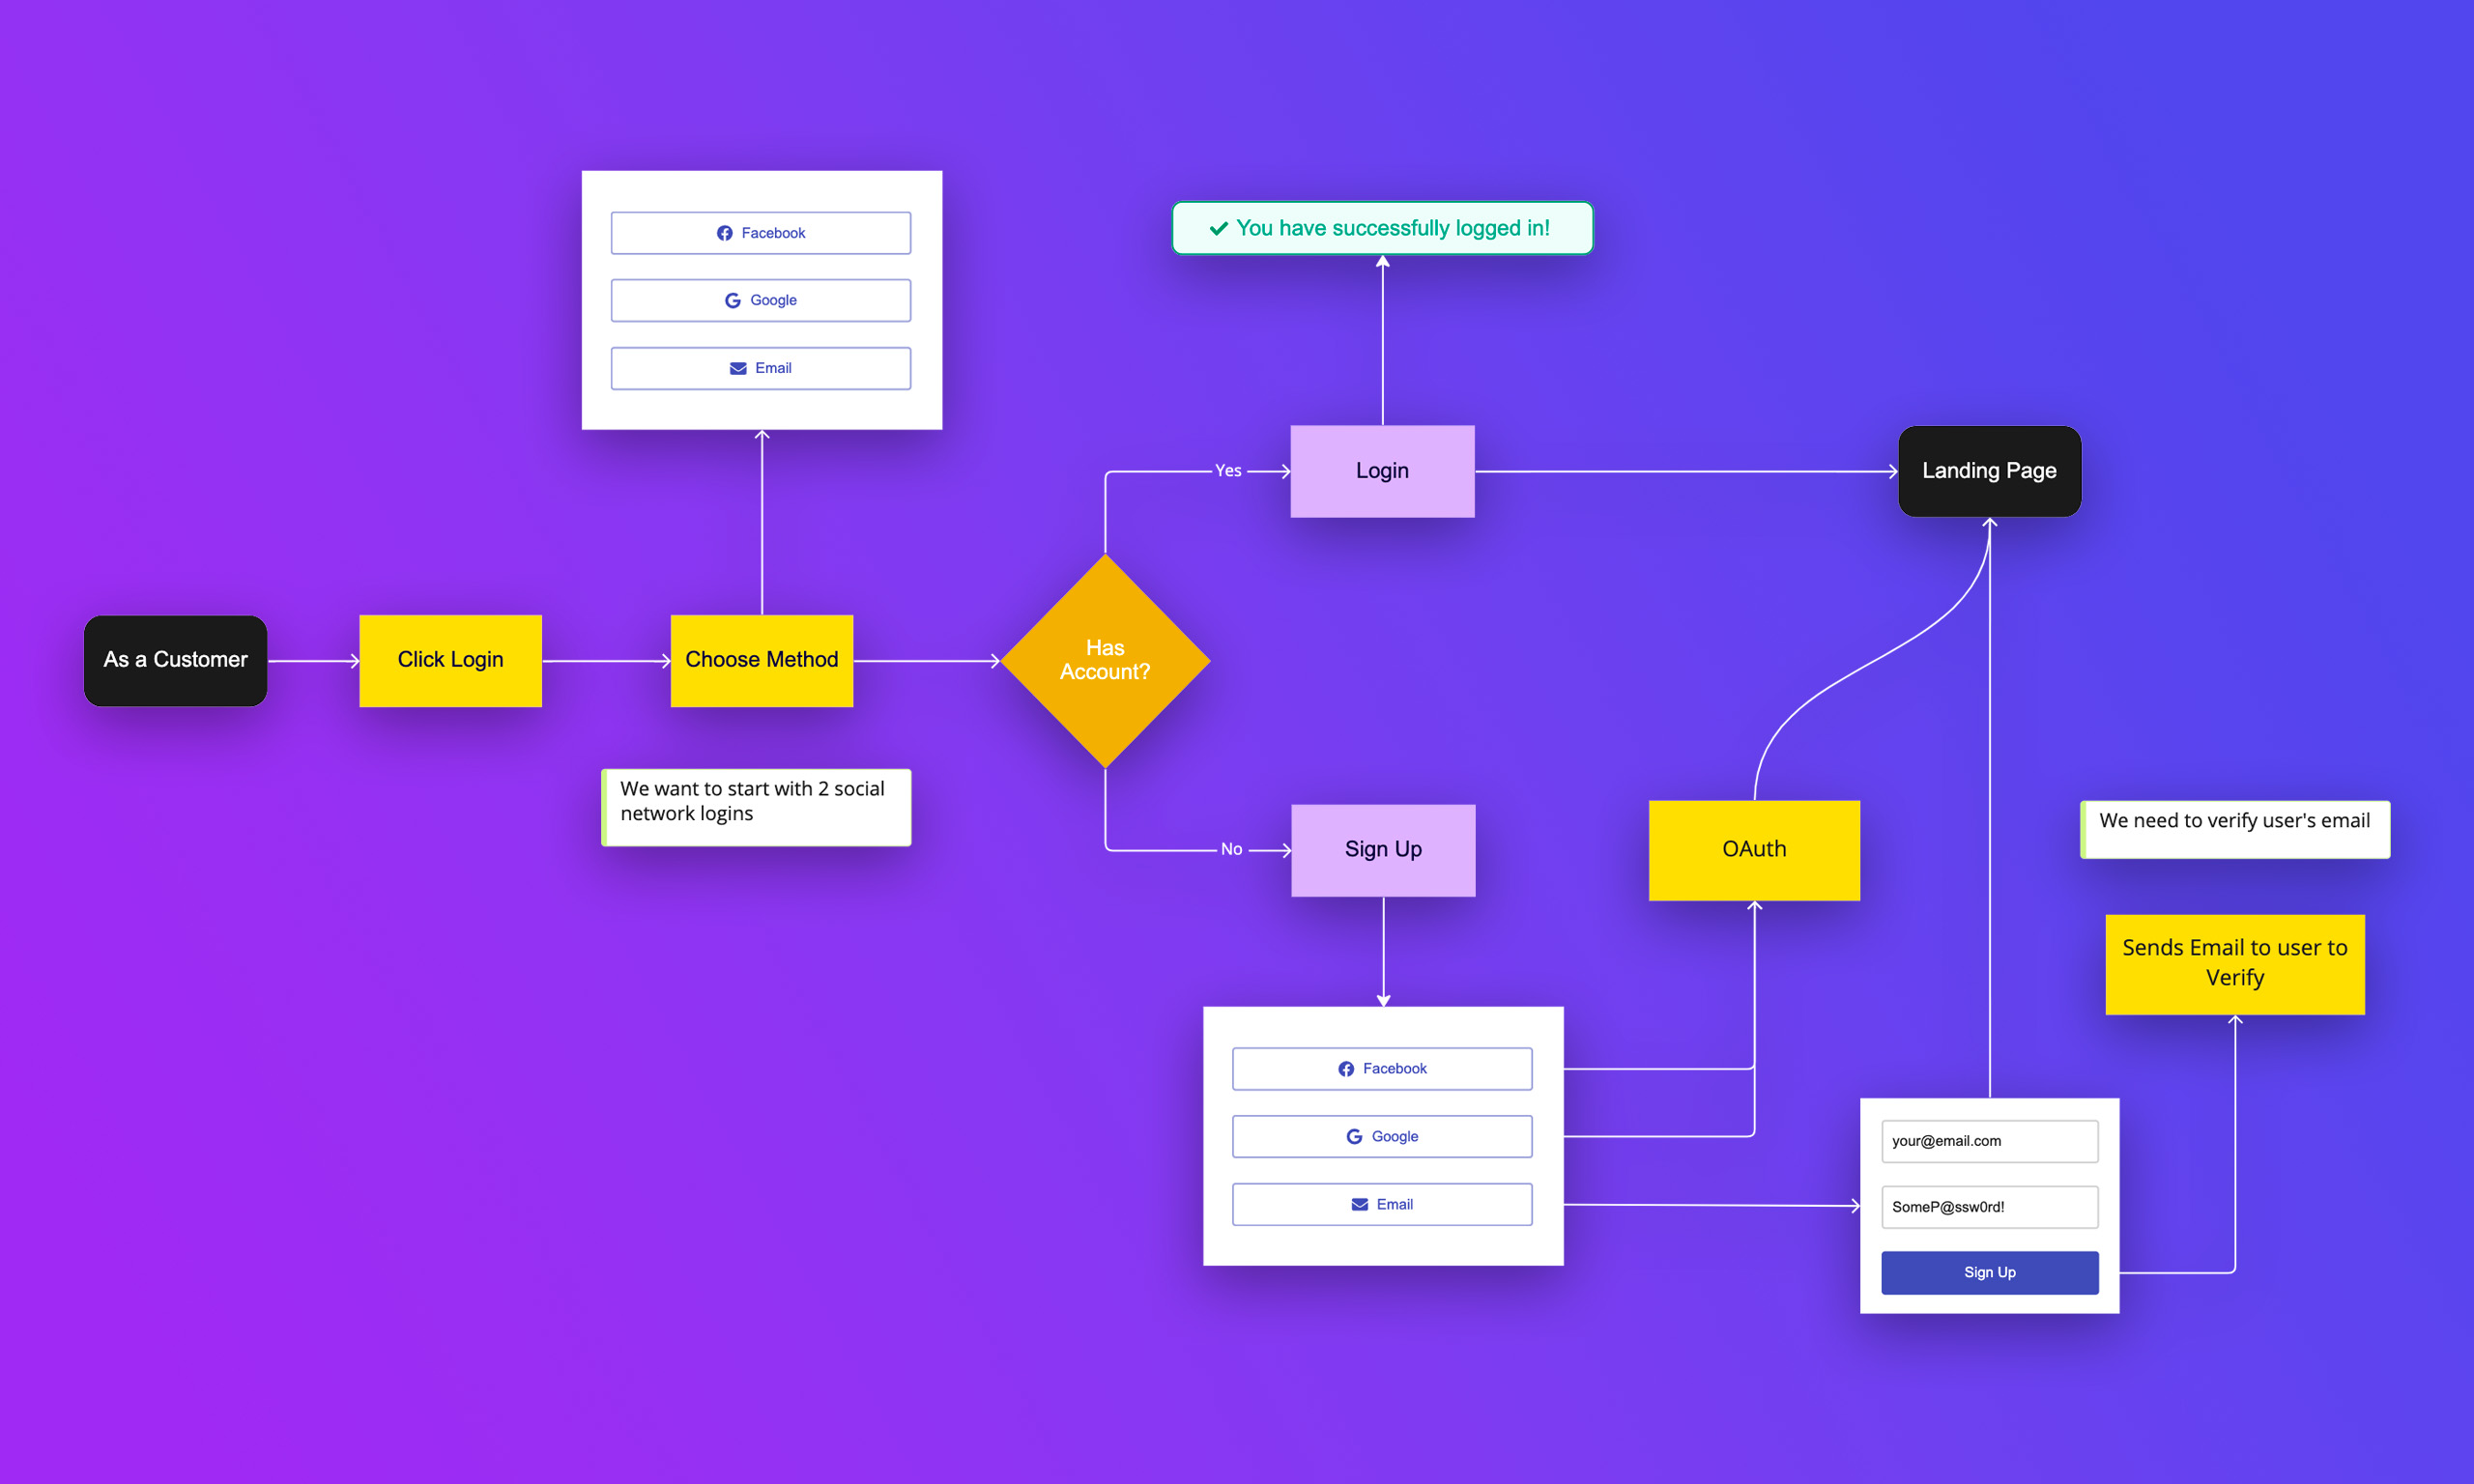 Facebook
Google
Email
You have successfully logged in!
Yes
Login
Landing Page
As a Customer
Click Login
Choose Method
Has
Account?
We want to start with 2 social
network logins
No
Sign Up
OAuth
We need to verify user's email
Sends Email to user to
Verify
Facebook
Google
Email
your@email.com
SomeP@ssw0rd!
Sign Up